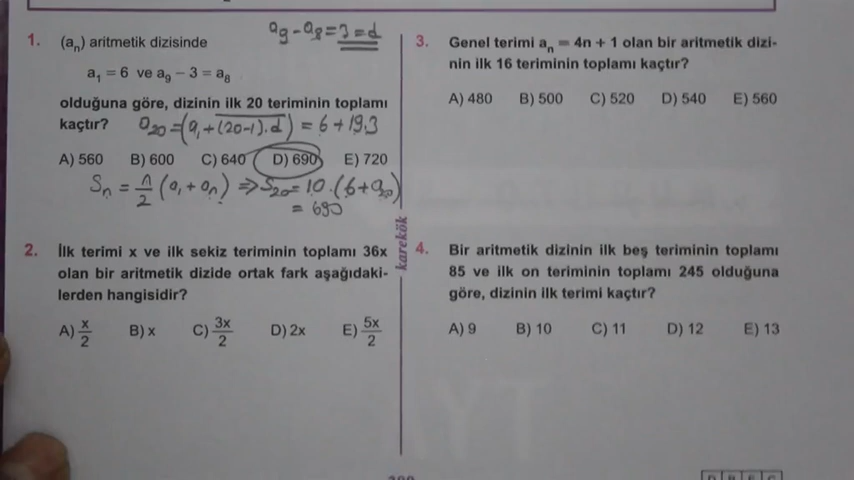 1. (aₙ) aritmetik dizisinde
a₉ - a₈ = 3 = d
a₁ = 6 ve a₉ − 3 = a₈
olduğuna göre, dizinin ilk 20 teriminin toplamı
kaçtır?
a₂₀ = (a₁ + (20-1).d) = 6 + 19.3
A) 560 B) 600 C) 640 D) 690 E) 720
Sₙ = n/2 (a₁ + aₙ) ⇒ S₂₀ = 10 . (6 + a₂₀)
= 690
2. İlk terimi x ve ilk sekiz teriminin toplamı 36x
olan bir aritmetik dizide ortak fark aşağıdaki-
lerden hangisidir?
A) x/2 B) x C) 3x/2 D) 2x E) 5x/2
karekök
3. Genel terimi aₙ = 4n + 1 olan bir aritmetik dizi-
nin ilk 16 teriminin toplamı kaçtır?
A) 480 B) 500 C) 520 D) 540 E) 560
4. Bir aritmetik dizinin ilk beş teriminin toplamı
85 ve ilk on teriminin toplamı 245 olduğuna
göre, dizinin ilk terimi kaçtır?
A) 9 B) 10 C) 11 D) 12 E) 13